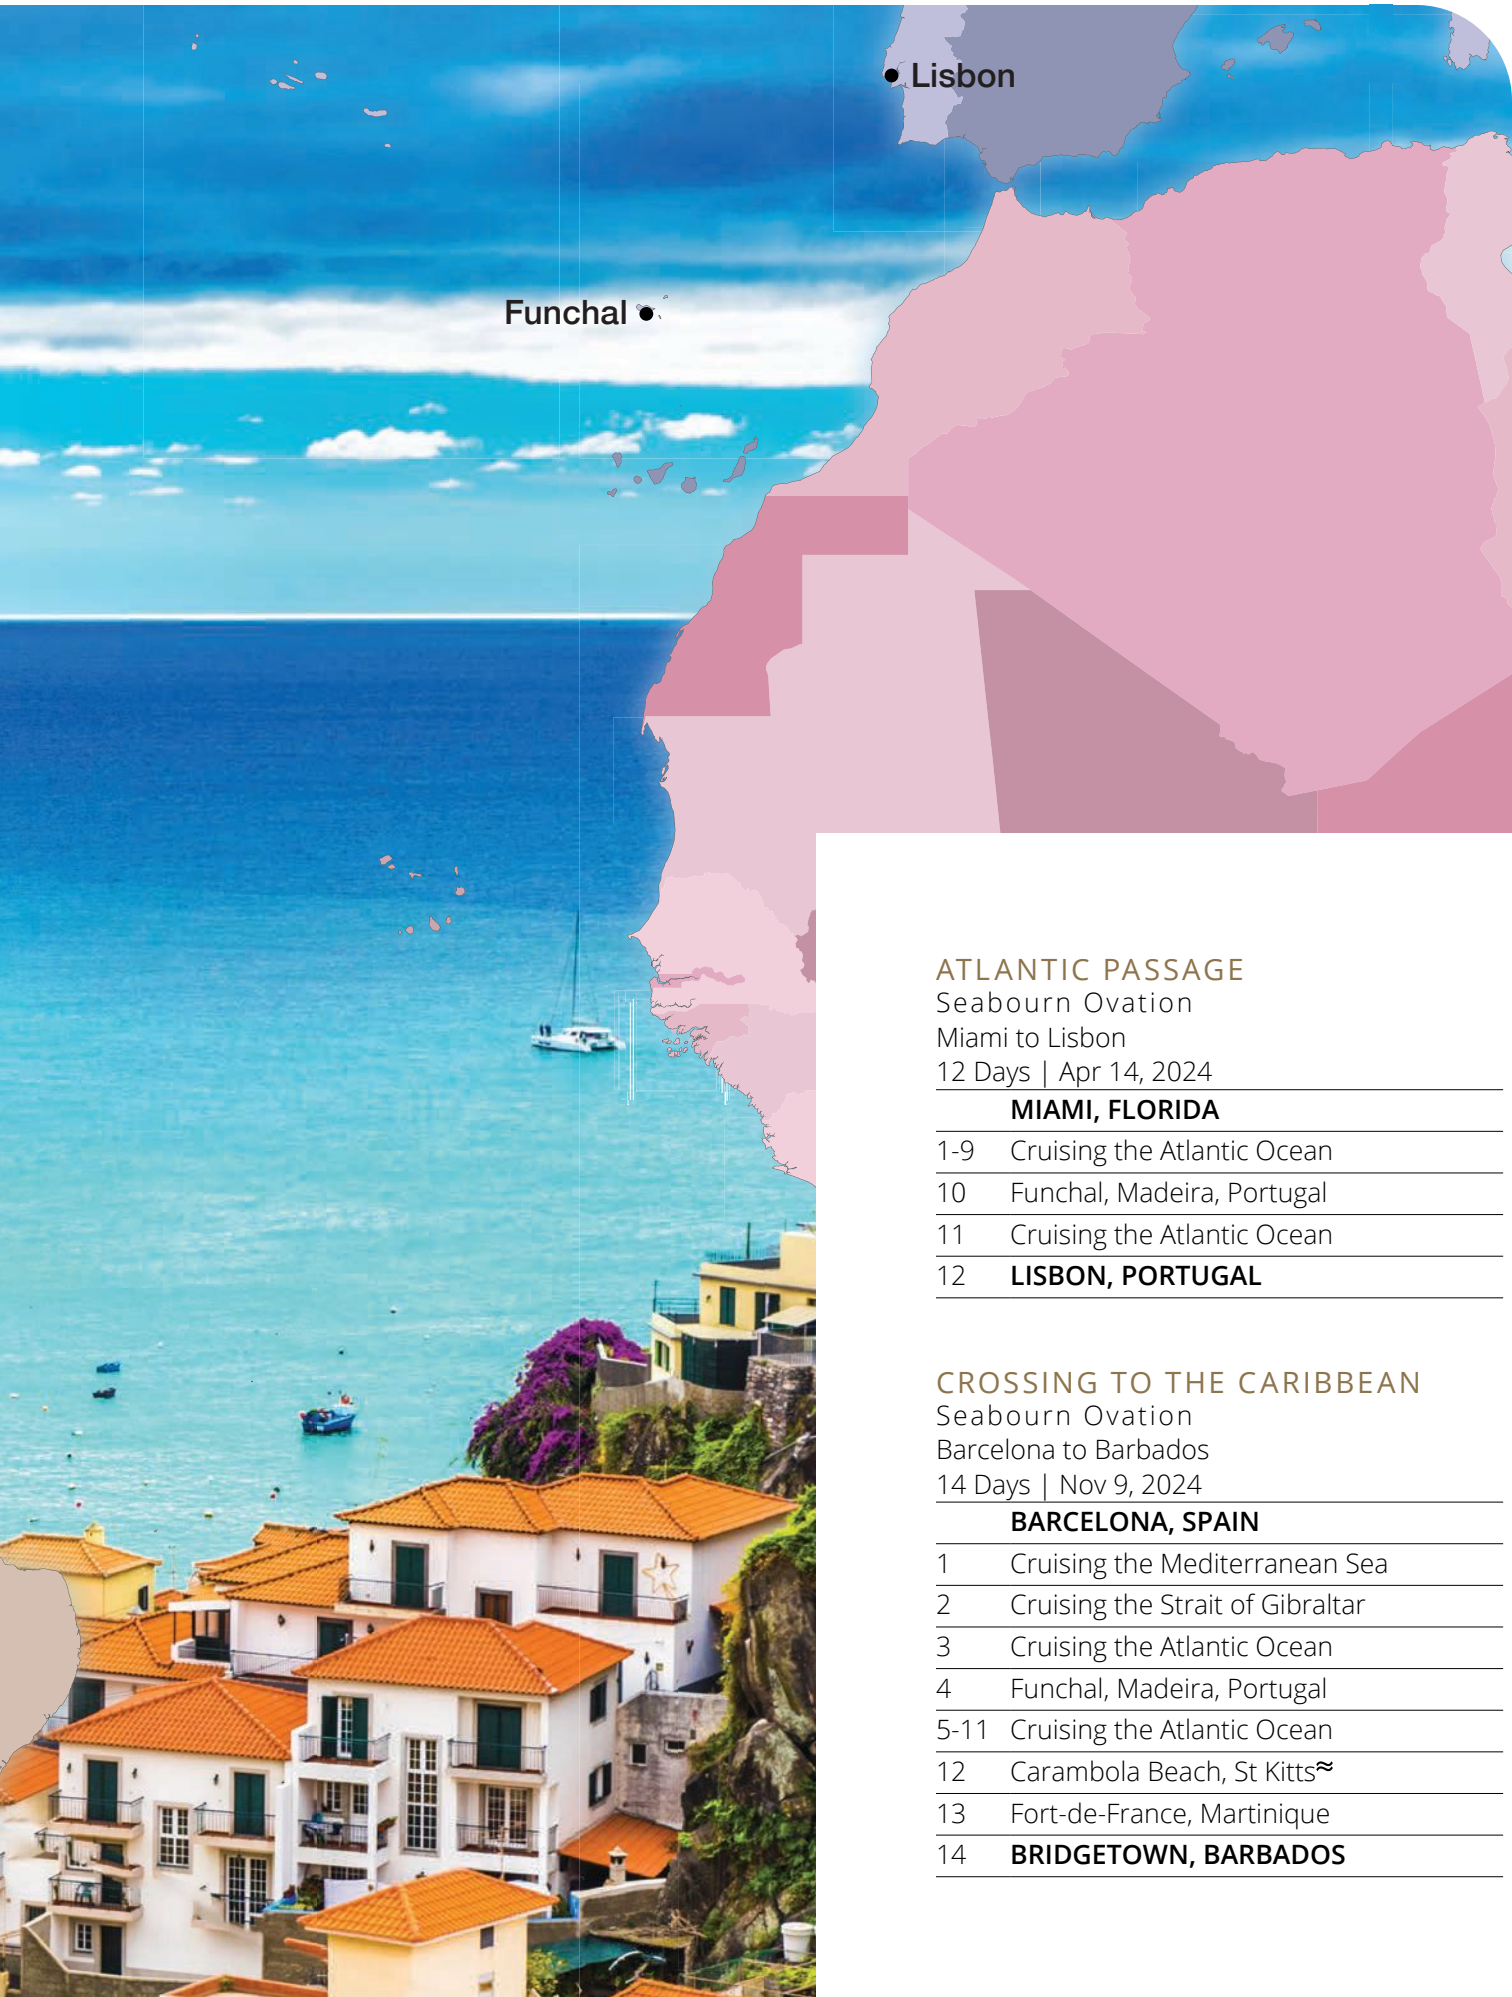 Lisbon
Funchal
ATLANTIC PASSAGE
Seabourn Ovation
Miami to Lisbon
12 Days | Apr 14, 2024
MIAMI, FLORIDA
1-9 Cruising the Atlantic Ocean
10 Funchal, Madeira, Portugal
11 Cruising the Atlantic Ocean
12 LISBON, PORTUGAL
CROSSING TO THE CARIBBEAN
Seabourn Ovation
Barcelona to Barbados
14 Days | Nov 9, 2024
BARCELONA, SPAIN
1 Cruising the Mediterranean Sea
2 Cruising the Strait of Gibraltar
3 Cruising the Atlantic Ocean
4 Funchal, Madeira, Portugal
5-11 Cruising the Atlantic Ocean
12 Carambola Beach, St Kitts≈
13 Fort-de-France, Martinique
14 BRIDGETOWN, BARBADOS